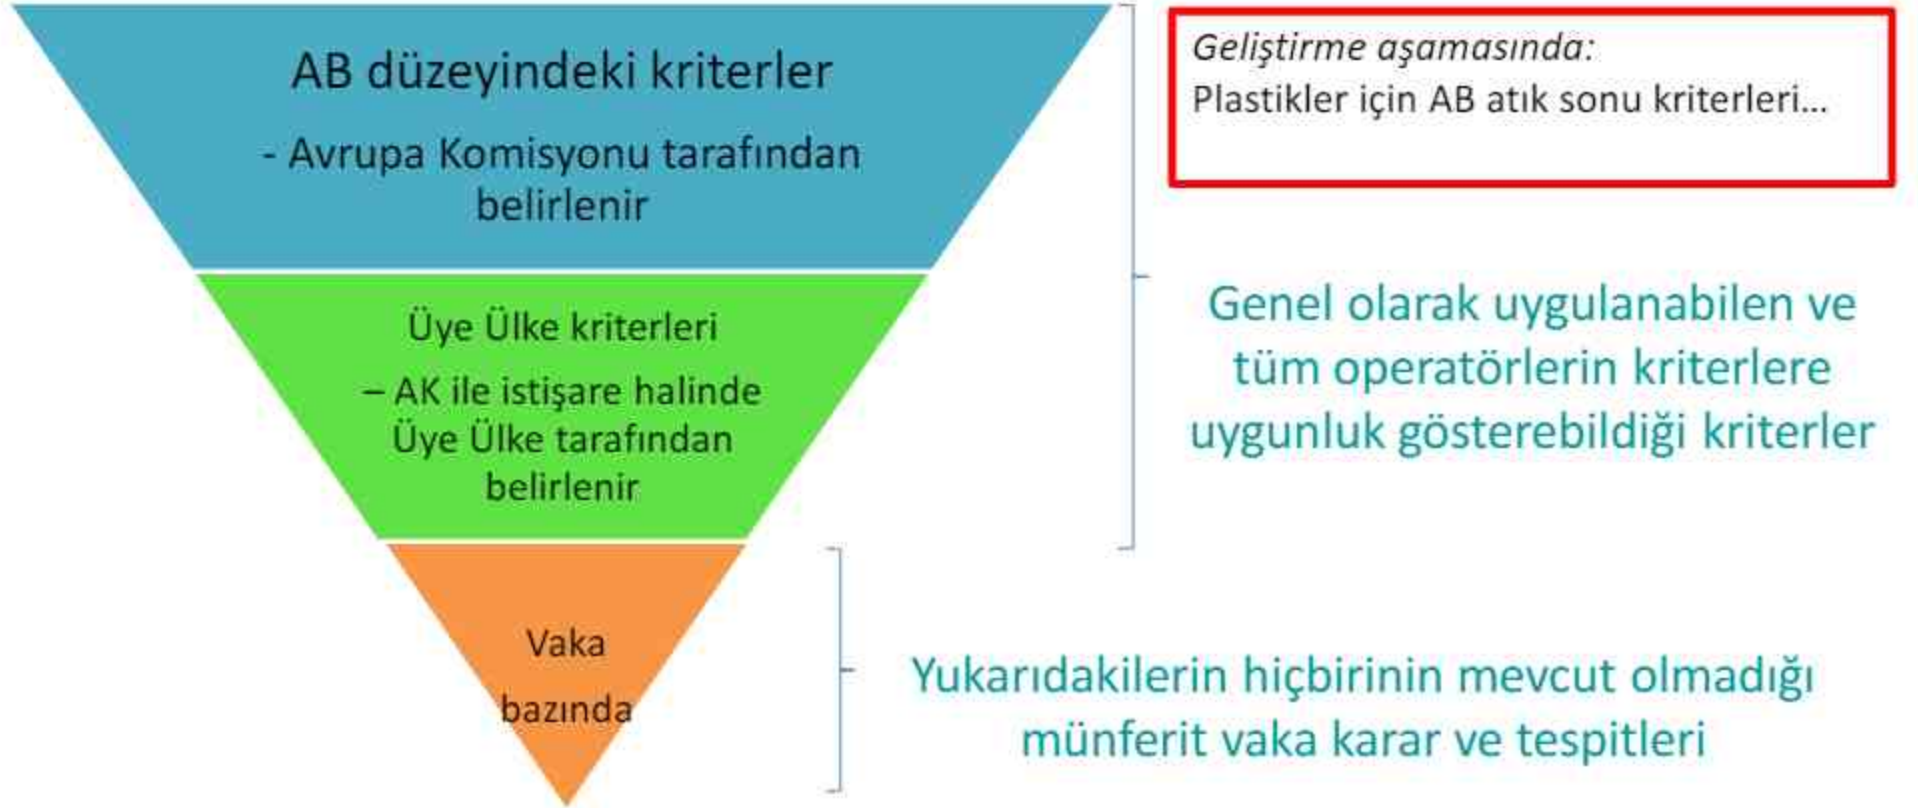 AB düzeyindeki kriterler
- Avrupa Komisyonu tarafından
belirlenir
Üye Ülke kriterleri
– AK ile istişare halinde
Üye Ülke tarafından
belirlenir
Vaka
bazında
Geliştirme aşamasında:
Plastikler için AB atık sonu kriterleri...
Genel olarak uygulanabilen ve
tüm operatörlerin kriterlere
uygunluk gösterebildiği kriterler
Yukarıdakilerin hiçbirinin mevcut olmadığı
münferit vaka karar ve tespitleri